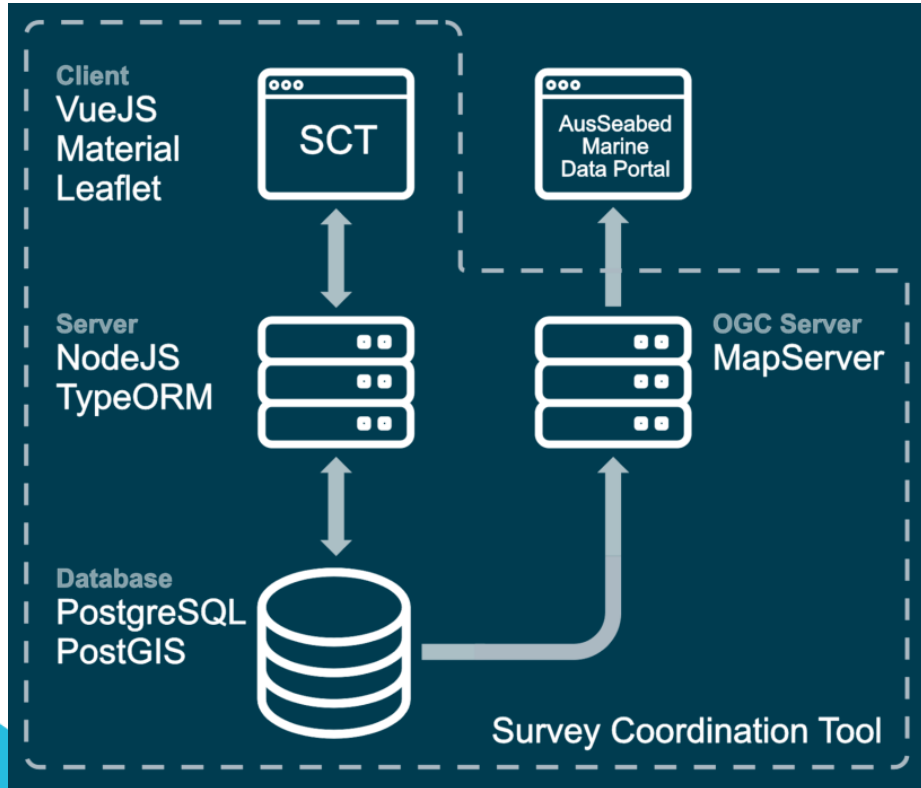 Client
VueJS
Material
Leaflet
SCT
AusSeabed
Marine
Data Portal
Server
NodeJS
TypeORM
OGC Server
MapServer
Database
PostgreSQL
PostGIS
Survey Coordination Tool